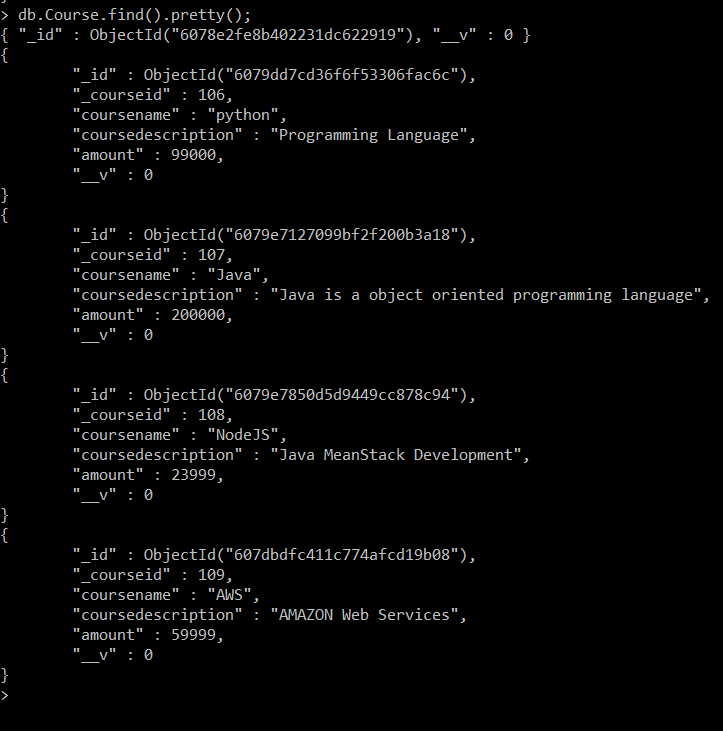 > db.Course.find().pretty();
{ "_id" : ObjectId("6078e2fe8b402231dc622919"), "__v" : 0 }
{
"_id" : ObjectId("6079dd7cd36f6f53306fac6c"),
"_courseid" : 106,
"coursename" : "python",
"coursedescription" : "Programming Language",
"amount" : 99000,
"__v" : 0
}
{
"_id" : ObjectId("6079e7127099bf2f200b3a18"),
"_courseid" : 107,
"coursename" : "Java",
"coursedescription" : "Java is a object oriented programming language",
"amount" : 200000,
"__v" : 0
}
{
"_id" : ObjectId("6079e7850d5d9449cc878c94"),
"_courseid" : 108,
"coursename" : "NodeJS",
"coursedescription" : "Java MeanStack Development",
"amount" : 23999,
"__v" : 0
}
{
"_id" : ObjectId("607dbdfc411c774afcd19b08"),
"_courseid" : 109,
"coursename" : "AWS",
"coursedescription" : "AMAZON Web Services",
"amount" : 59999,
"__v" : 0
}
>